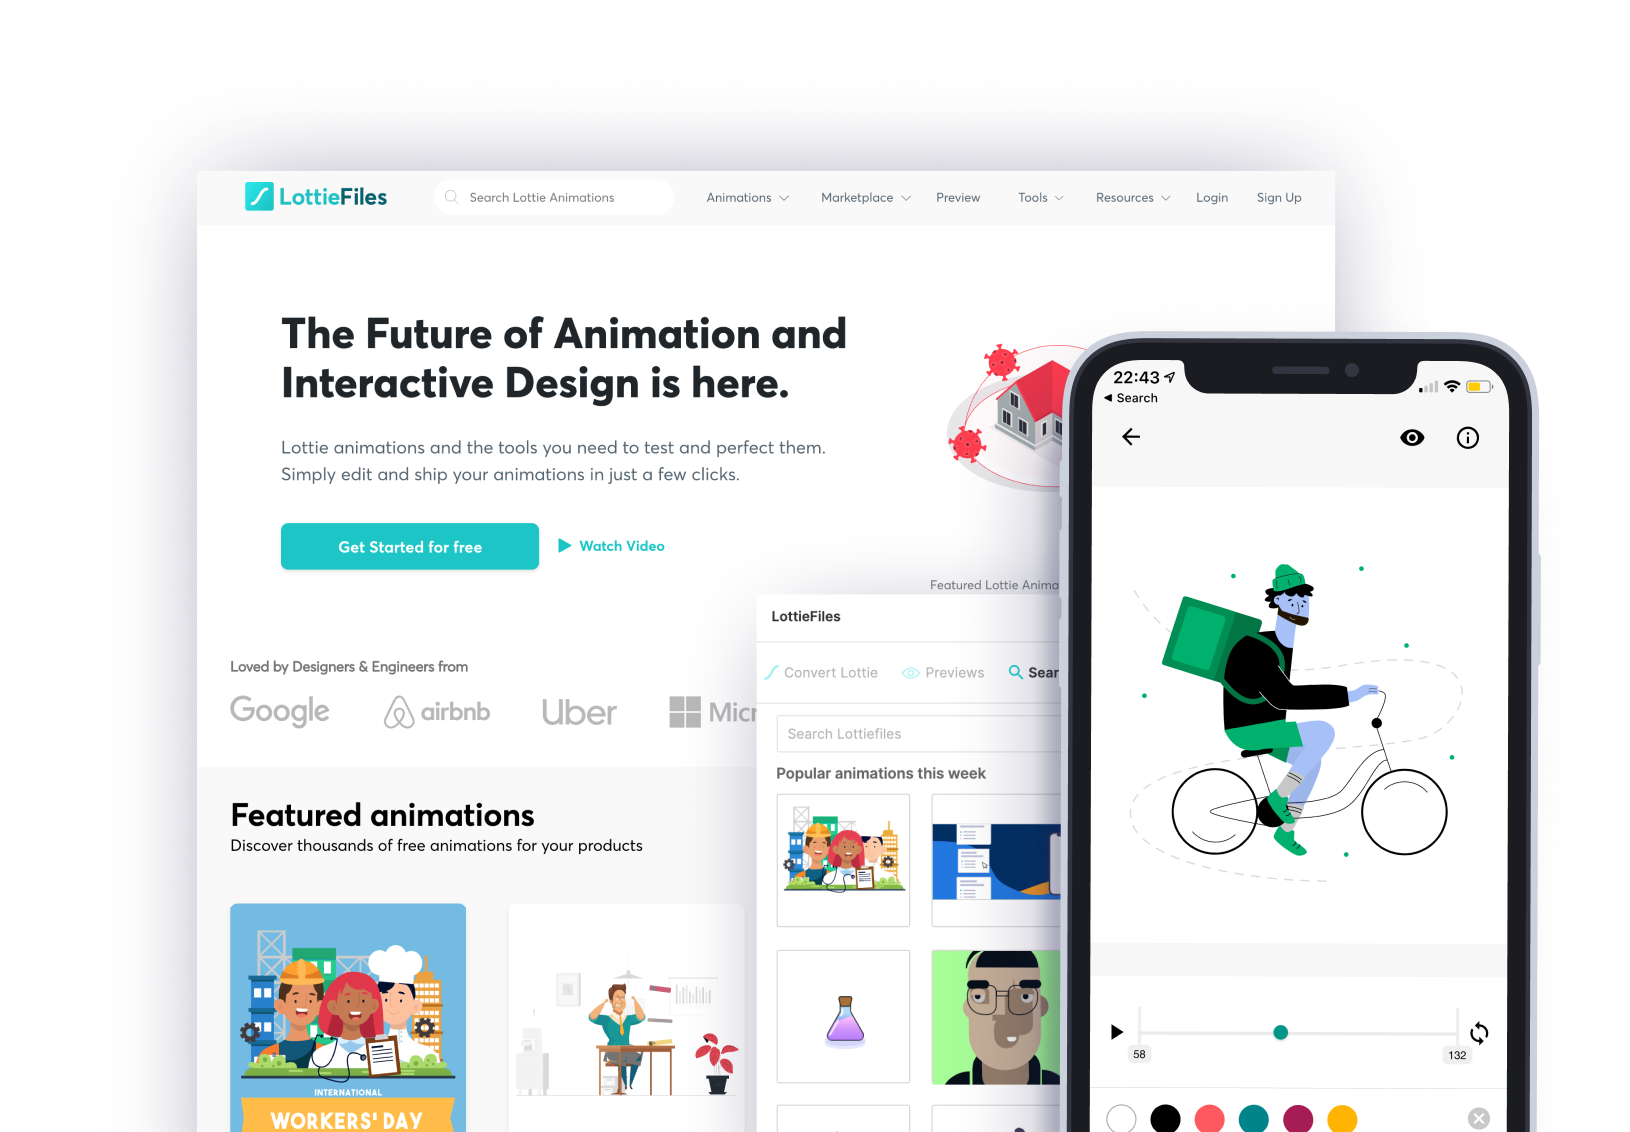 LottieFiles
Search Lottie Animations
Animations
Marketplace
Preview
Tools
Resources
Login
Sign Up
The Future of Animation and
Interactive Design is here.
Lottie animations and the tools you need to test and perfect them.
Simply edit and ship your animations in just a few clicks.
Get Started for free
Watch Video
Featured Lottie Anima
Loved by Designers & Engineers from
Google
airbnb
Uber
Micr
Featured animations
Discover thousands of free animations for your products
INTERNATIONAL
WORKERS' DAY
LottieFiles
Convert Lottie
Previews
Sear
Search Lottiefiles
Popular animations this week
22:43
Search
58
132